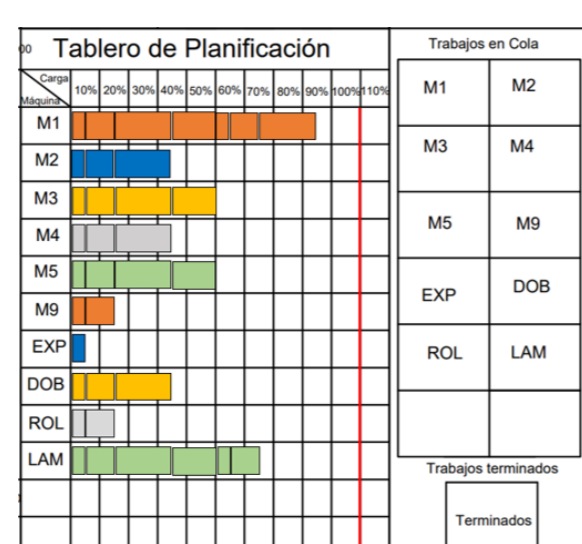 00 Tablero de Planificación
Carga
Máquina
10% 20% 30% 40% 50% 60% 70% 80% 90% 100% 110%
M1
M2
M3
M4
M5
M9
EXP
DOB
ROL
LAM
Trabajos en Cola
M1 M2
M3 M4
M5 M9
EXP DOB
ROL LAM
Trabajos terminados
Terminados